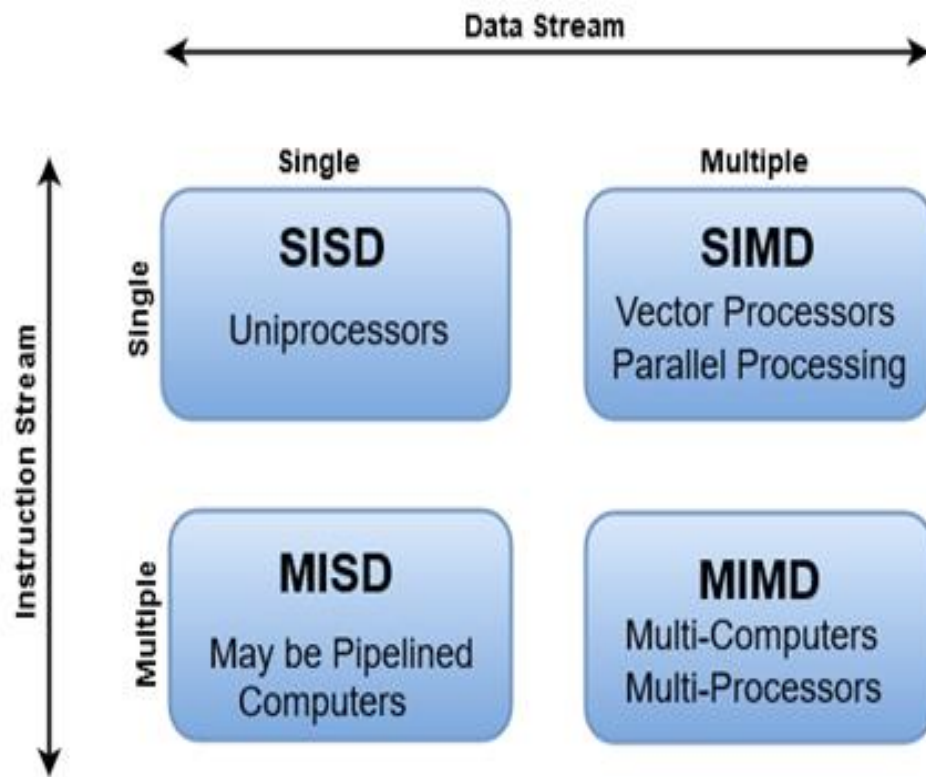 Data Stream
Single
Multiple
Instruction Stream
Single
SISD
Uniprocessors
SIMD
Vector Processors
Parallel Processing
Multiple
MISD
May be Pipelined
Computers
MIMD
Multi-Computers
Multi-Processors